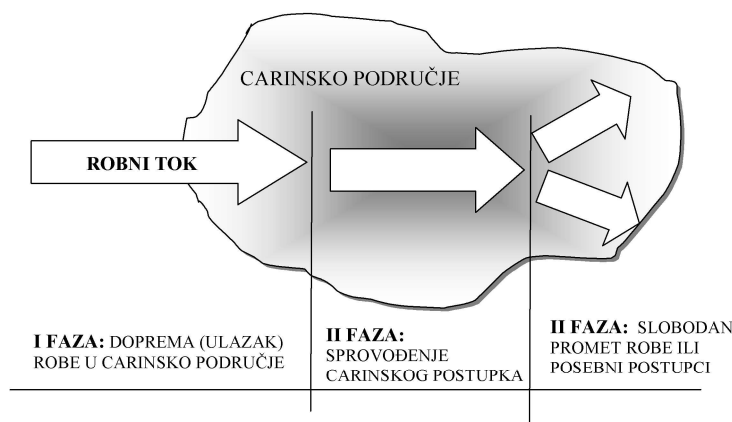 CARINSKO PODRUČJE
ROBNI TOK
I FAZA: DOPREMA (ULAZAK)
ROBE U CARINSKO PODRUČJE
II FAZA:
SPROVOĐENJE
CARINSKOG POSTUPKA
II FAZA: SLOBODAN
PROMET ROBE ILI
POSEBNI POSTUPCI